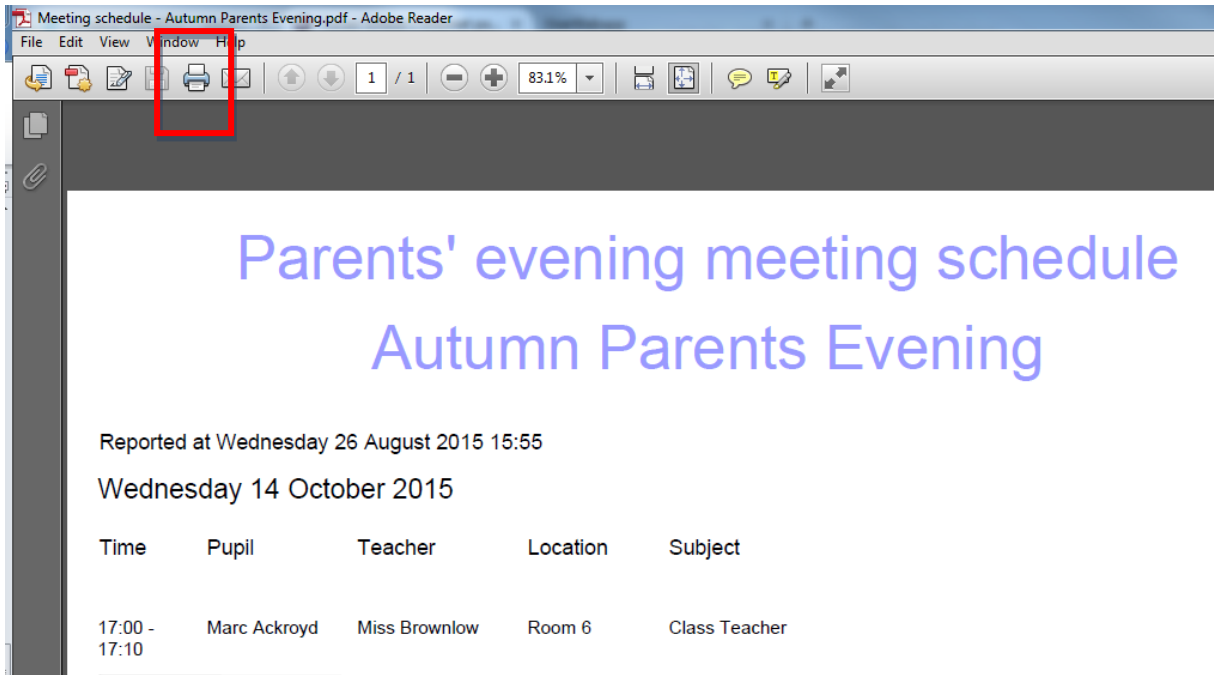 Meeting schedule - Autumn Parents Evening.pdf - Adobe Reader
File Edit View Window Help
1 / 1 83.1%
Parents' evening meeting schedule
Autumn Parents Evening
Reported at Wednesday 26 August 2015 15:55
Wednesday 14 October 2015
Time Pupil Teacher Location Subject
17:00 - Marc Ackroyd Miss Brownlow Room 6 Class Teacher
17:10